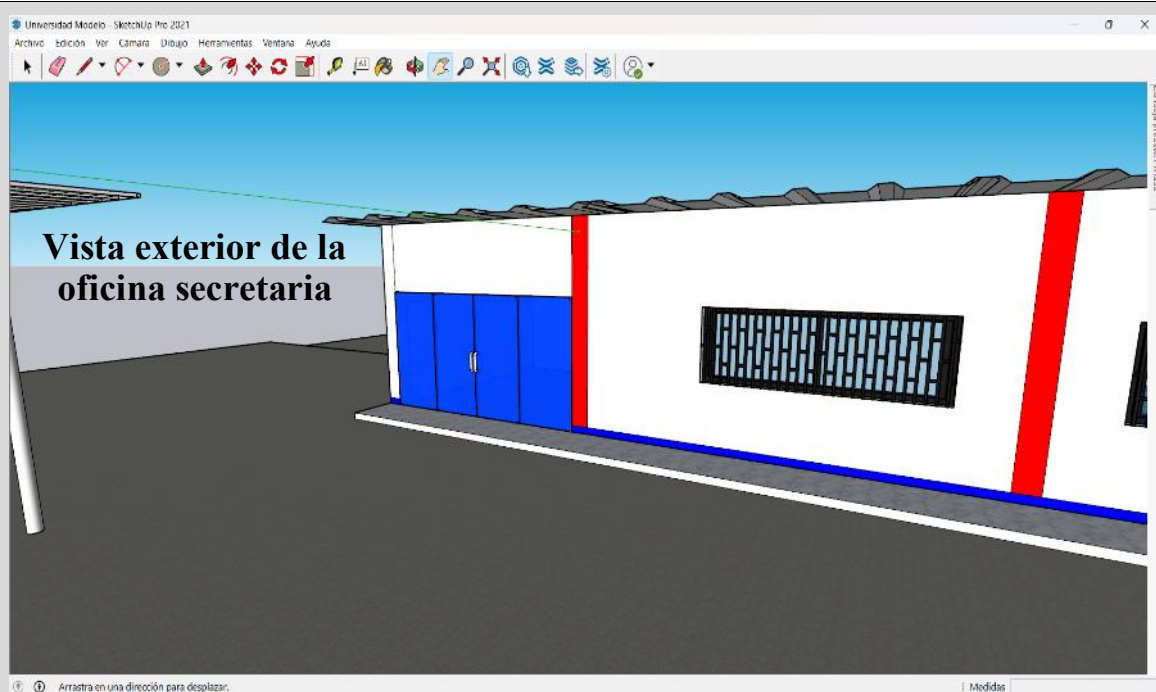 Universidad Modelo - SketchUp Pro 2021
Archivo Edición Ver Cámara Dibujo Herramientas Ventana Ayuda
Vista exterior de la
oficina secretaria
Arrastra en una dirección para desplazar.
Medidas